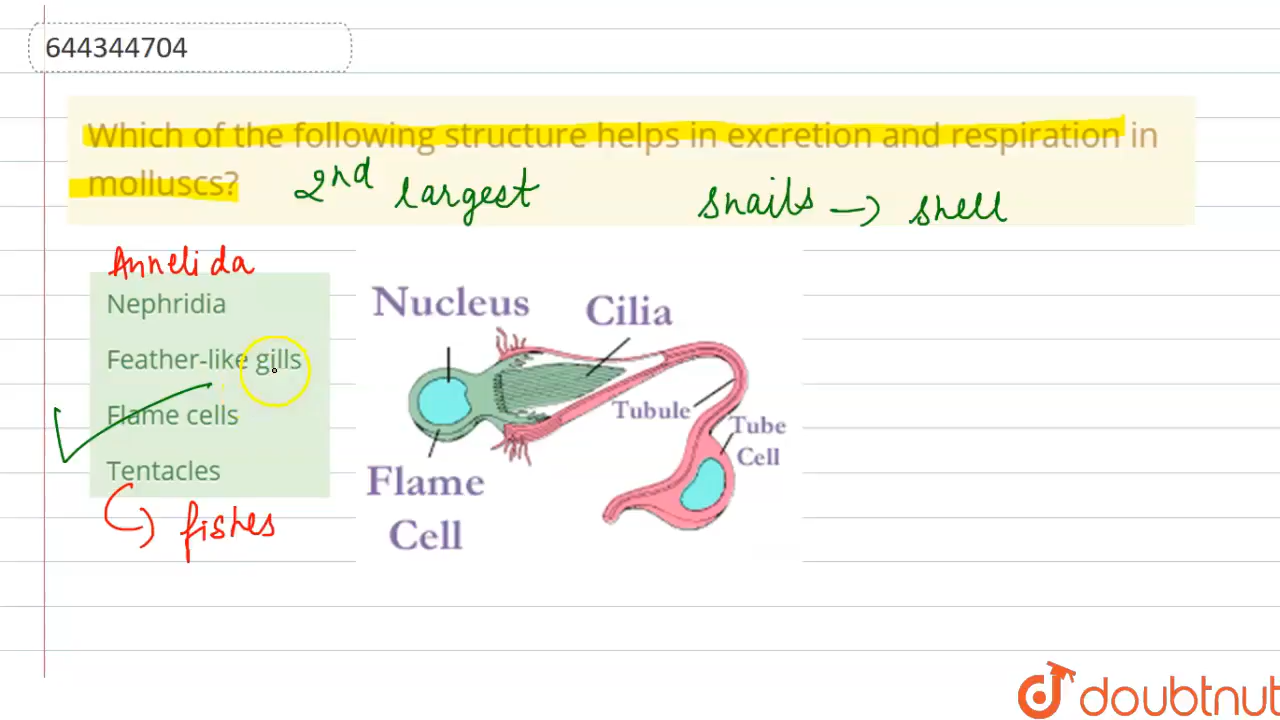 644344704
Which of the following structure helps in excretion and respiration in
molluscs? 2nd largest snails → shell
Annelida
Nephridia
Feather-like gills
Flame cells
Tentacles
fishes
Nucleus
Cilia
Tubule
Tube
Cell
Flame
Cell
doubtnut